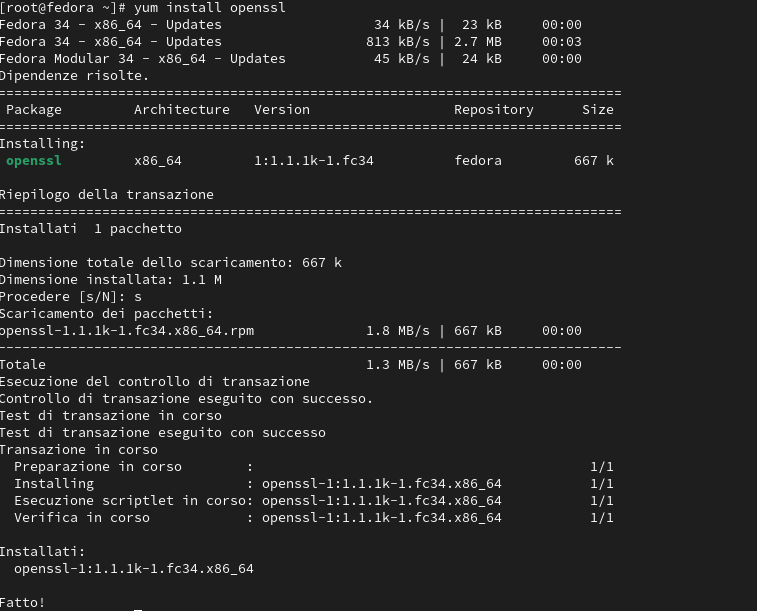 [root@fedora ~]# yum install openssl
Fedora 34 - x86_64 - Updates                   34 kB/s |  23 kB     00:00
Fedora 34 - x86_64 - Updates                  813 kB/s | 2.7 MB     00:03
Fedora Modular 34 - x86_64 - Updates           45 kB/s |  24 kB     00:00
Dipendenze risolte.
==============================================================================
 Package         Architecture   Version                  Repository      Size
==============================================================================
Installing:
 openssl         x86_64         1:1.1.1k-1.fc34          fedora         667 k

Riepilogo della transazione
==============================================================================
Installati  1 pacchetto

Dimensione totale dello scaricamento: 667 k
Dimensione installata: 1.1 M
Procedere [s/N]: s
Scaricamento dei pacchetti:
openssl-1.1.1k-1.fc34.x86_64.rpm              1.8 MB/s | 667 kB     00:00
------------------------------------------------------------------------------
Totale                                        1.3 MB/s | 667 kB     00:00
Esecuzione del controllo di transazione
Controllo di transazione eseguito con successo.
Test di transazione in corso
Test di transazione eseguito con successo
Transazione in corso
  Preparazione in corso        :                                          1/1
  Installing                   : openssl-1:1.1.1k-1.fc34.x86_64           1/1
  Esecuzione scriptlet in corso: openssl-1:1.1.1k-1.fc34.x86_64           1/1
  Verifica in corso            : openssl-1:1.1.1k-1.fc34.x86_64           1/1

Installati:
  openssl-1:1.1.1k-1.fc34.x86_64

Fatto!